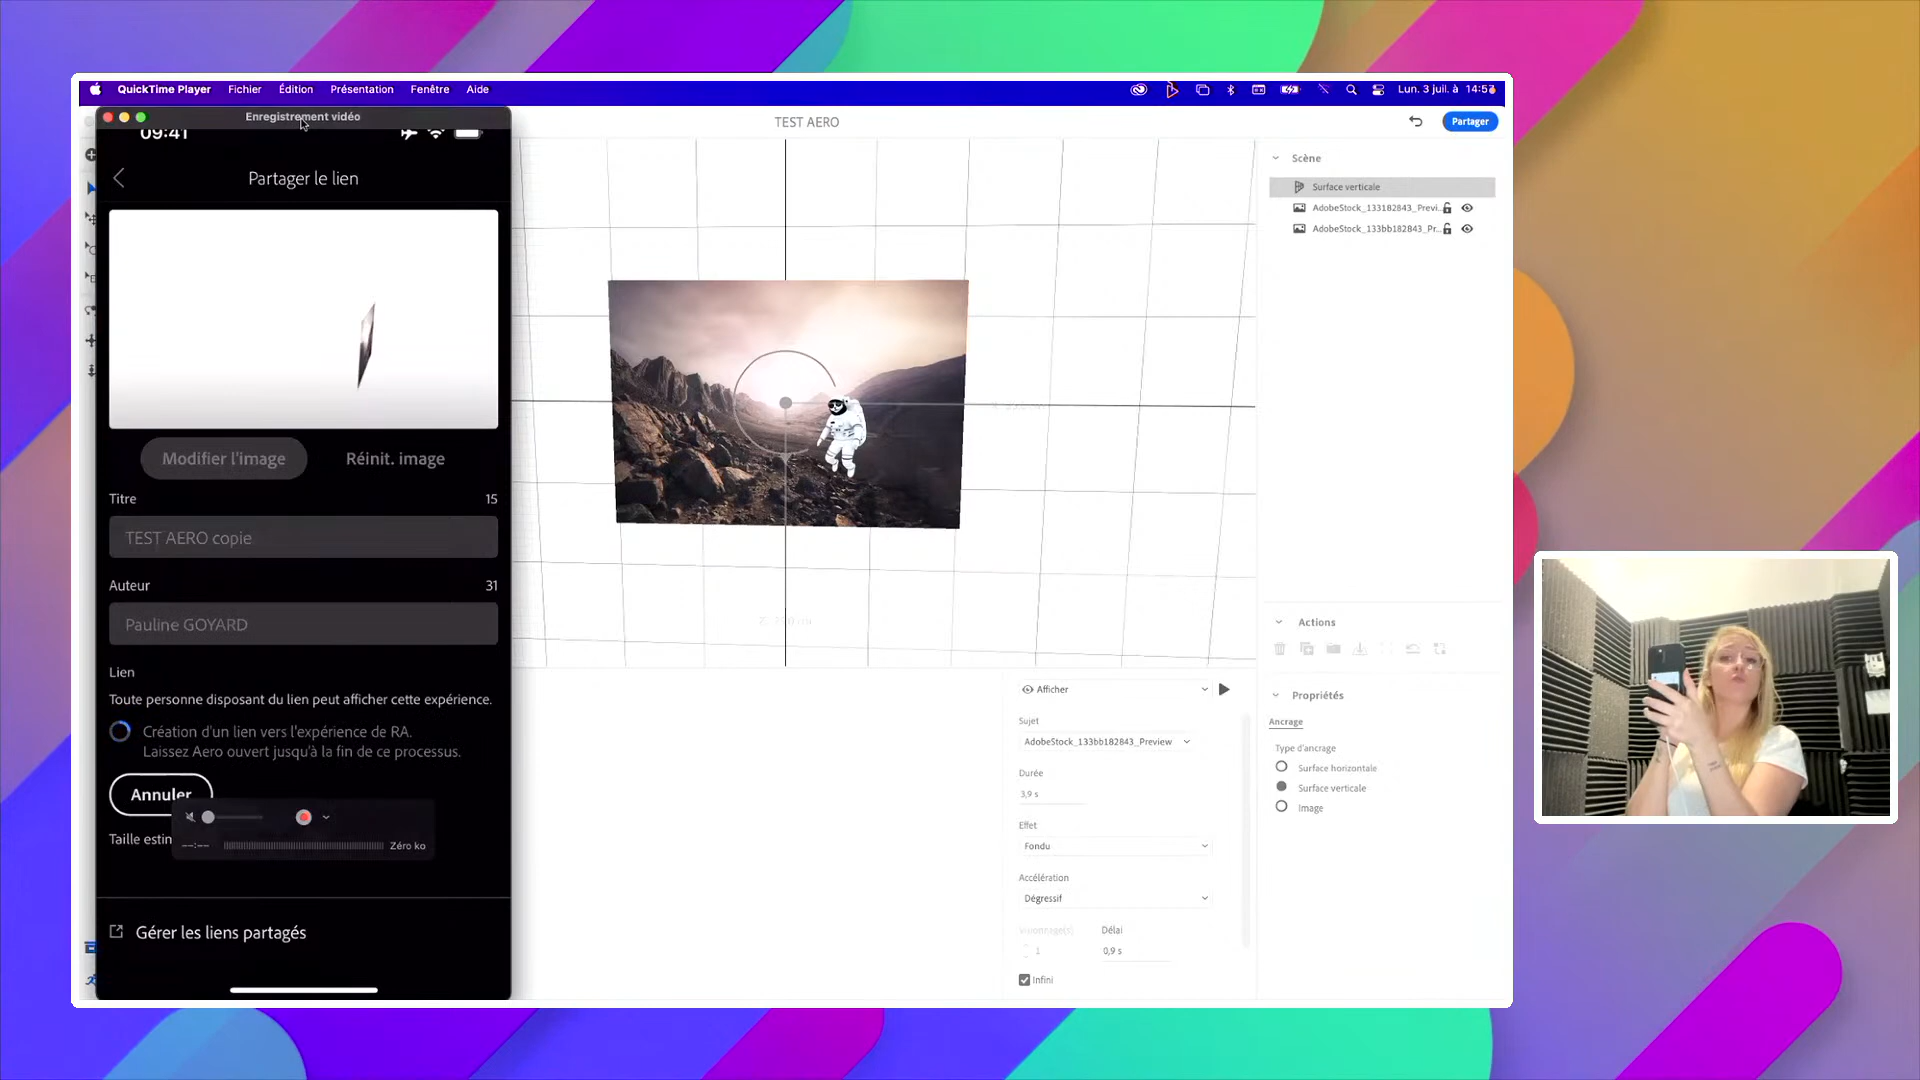 QuickTime Player Fichier Édition Présentation Fenêtre Aide
Lun. 3 juil. à 14:5
Enregistrement vidéo
09:41
Partager le lien
Modifier l'image
Réinit. image
Titre
15
TEST AERO copie
Auteur
31
Pauline GOYARD
Lien
Toute personne disposant du lien peut afficher cette expérience.
Création d'un lien vers l'expérience de RA.
Laissez Aero ouvert jusqu'à la fin de ce processus.
Annuler
--:--
Zéro ko
Taille estin
Gérer les liens partagés
TEST AERO
Partager
Afficher
Sujet
AdobeStock_133bb182843_Preview
Durée
3,9 s
Effet
Fondu
Accélération
Dégressif
Visionnage(s)
Délai
1
0,9 s
Infini
Scène
Surface verticale
AdobeStock_133182843_Previ...
AdobeStock_133bb182843_Pr...
Actions
Propriétés
Ancrage
Type d'ancrage
Surface horizontale
Surface verticale
Image